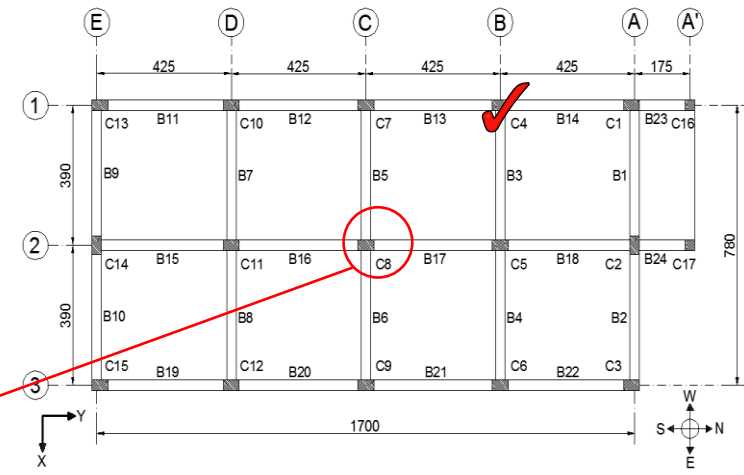 E D C B A A'
425 425 425 425 175
1
C13 B11 C10 B12 C7 B13 C4 B14 C1 B23 C16
390 B9 B7 B5 B3 B1
2
780
C14 B15 C11 B16 C8 B17 C5 B18 C2 B24 C17
390 B10 B8 B6 B4 B2
C15 B19 C12 B20 C9 B21 C6 B22 C3
3
Y
X
1700
W
S N
E